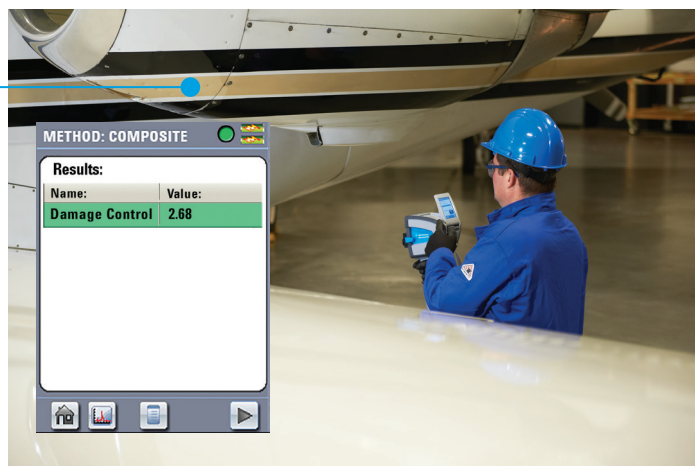 METHOD: COMPOSITE
Results:
Name: Value:
Damage Control 2.68